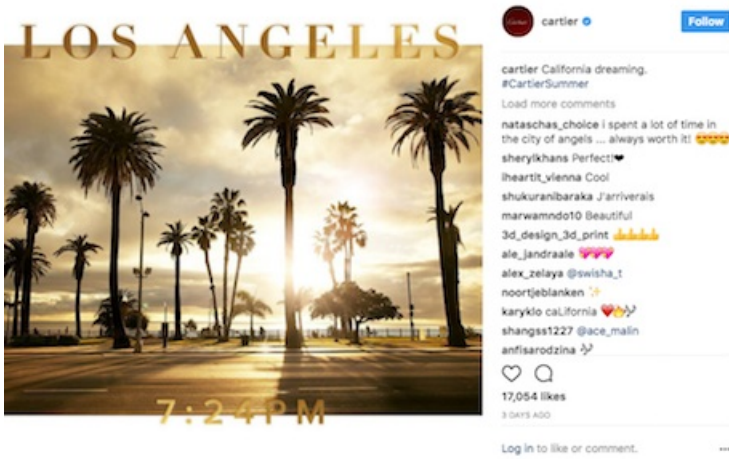 LOS ANGELES
7:24PM
cartier
Follow
cartier California dreaming.
#CartierSummer
Load more comments
nataschas_choice i spent a lot of time in
the city of angels ... always worth it! 😍😍😍
sherylkhans Perfect!❤
iheartit_vienna Cool
shukuranibaraka J'arriverais
marwamndo10 Beautiful
3d_design_3d_print 👍👍👍👍
ale_jandraale 💘💘💘
alex_zelaya @swisha_t
noortjeblanken ✨
karyklo caLifornia ❤️🔥🕊
shangss1227 @ace_malin
anfisarodzina 🕊
17,054 likes
3 DAYS AGO
Log in to like or comment.